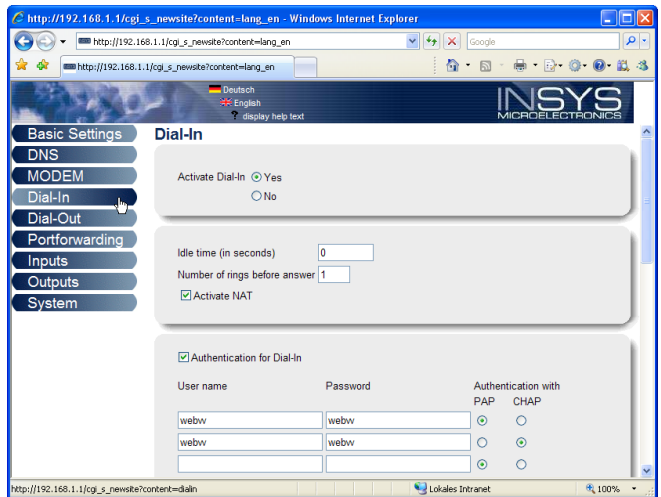 http://192.168.1.1/cgi_s_newsite?content=lang_en - Windows Internet Explorer
http://192.168.1.1/cgi_s_newsite?content=lang_en
Google
http://192.168.1.1/cgi_s_newsite?content=lang_en
Deutsch
English
? display help text
INSYS
MICROELECTRONICS
Basic Settings
DNS
MODEM
Dial-In
Dial-Out
Portforwarding
Inputs
Outputs
System
Dial-In
Activate Dial-In Yes
No
Idle time (in seconds) 0
Number of rings before answer 1
Activate NAT
Authentication for Dial-In
User name Password Authentication with
PAP CHAP
webvv webvv
webvv webvv
http://192.168.1.1/cgi_s_newsite?content=dialin Lokales Intranet 100%